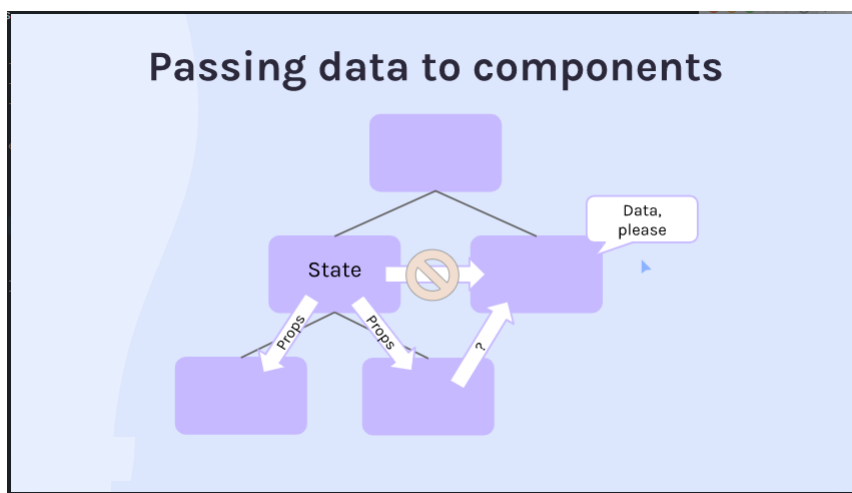 Passing data to components
Data,
please
State
Props
Props
?